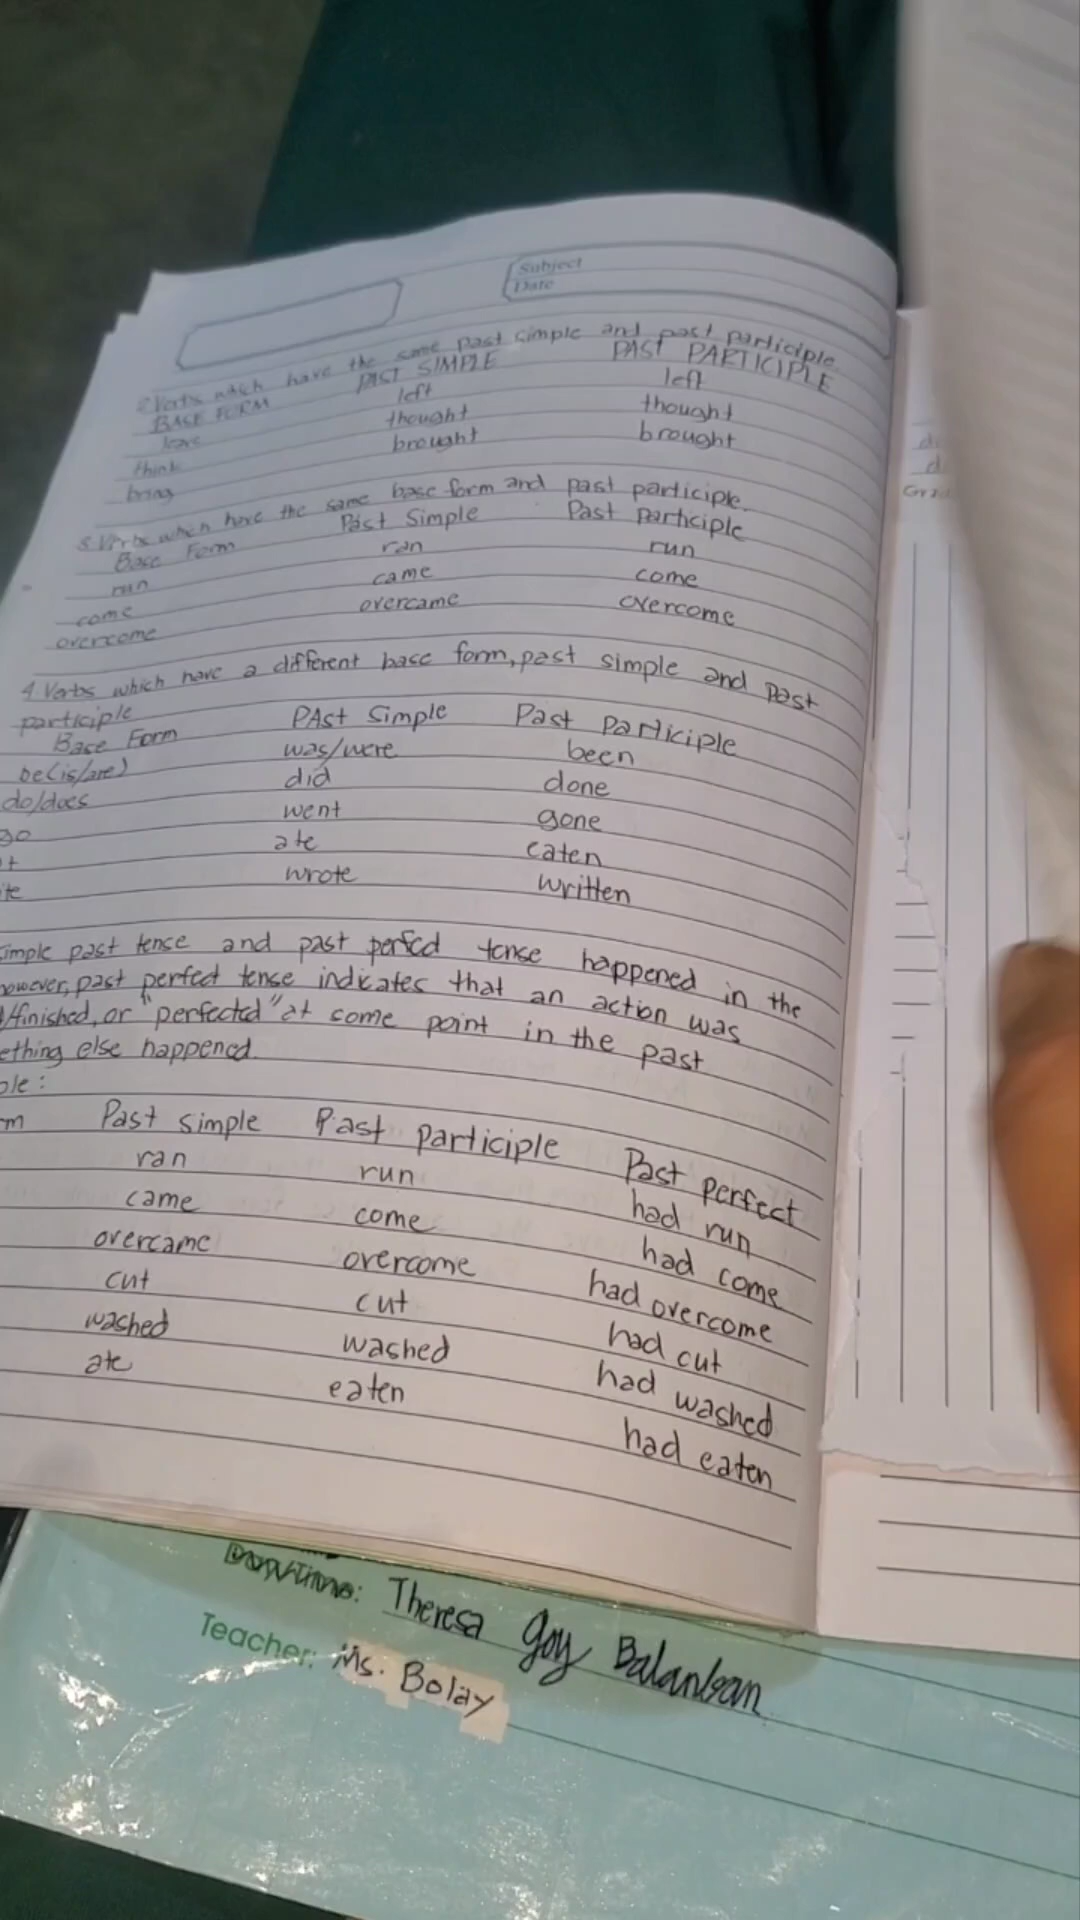 Subject
Date
2. Verbs which have the same past simple and past participle.
BASE FORM PAST SIMPLE PAST PARTICIPLE
leave left left
think thought thought
bring brought brought
3. Verbs which have the same base form and past participle.
Base Form Past Simple Past Participle
run ran run
come came come
overcome overcame overcome
4. Verbs which have a different base form, past simple and past
participle
Base Form PAst Simple Past Participle
be(is/are) was/were been
do/does did done
go went gone
ate eaten
wrote written
imple past tense and past perfect tense happened in the
however, past perfect tense indicates that an action was
/finished, or "perfected" at some point in the past
ething else happened.
ple:
m Past simple Past participle Past perfect
ran run had run
came come had come
overcame overcome had overcome
cut cut had cut
washed washed had washed
ate eaten had eaten
Theresa Goy
Teacher: Ms. Bolay